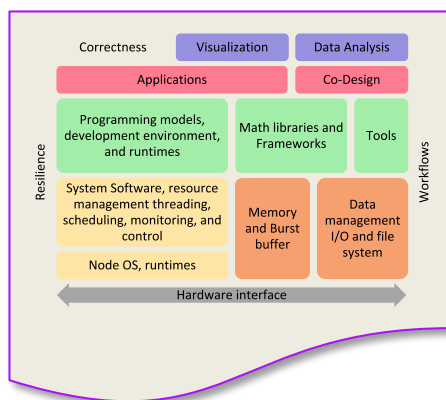 Correctness
Visualization
Data Analysis
Applications
Co-Design
Programming models,
development environment,
and runtimes
Math libraries and
Frameworks
Tools
Resilience
Workflows
System Software, resource
management threading,
scheduling, monitoring, and
control
Memory
and Burst
buffer
Data
management
I/O and file
system
Node OS, runtimes
Hardware interface